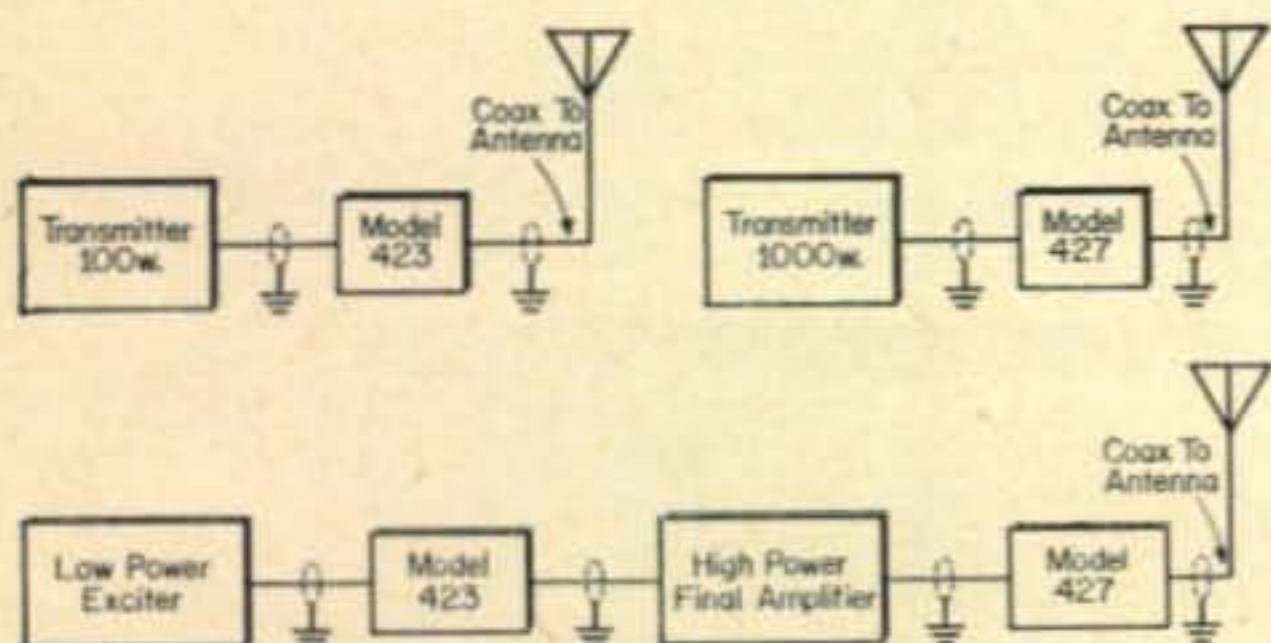 Coax To
Antenna
Transmitter
100w.
Model
423
Coax To
Antenna
Transmitter
1000w.
Model
427
Coax To
Antenna
Low Power
Exciter
Model
423
High Power
Final Amplifier
Model
427